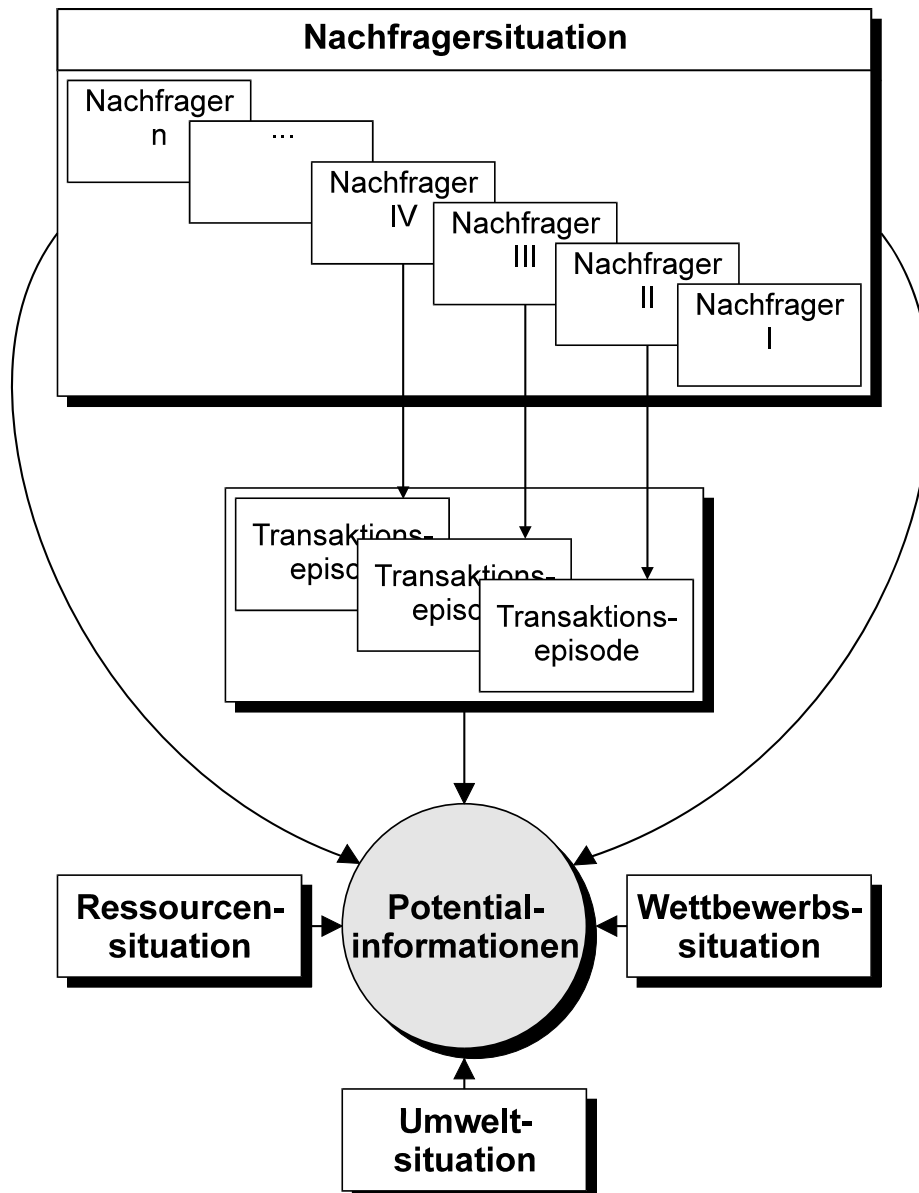 Nachfragersituation
Nachfrager
n
...
Nachfrager
IV
Nachfrager
III
Nachfrager
II
Nachfrager
I
Transaktions-
episo
Transaktions-
episo
Transaktions-
episode
Ressourcen-
situation
Potential-
informationen
Wettbewerbs-
situation
Umwelt-
situation